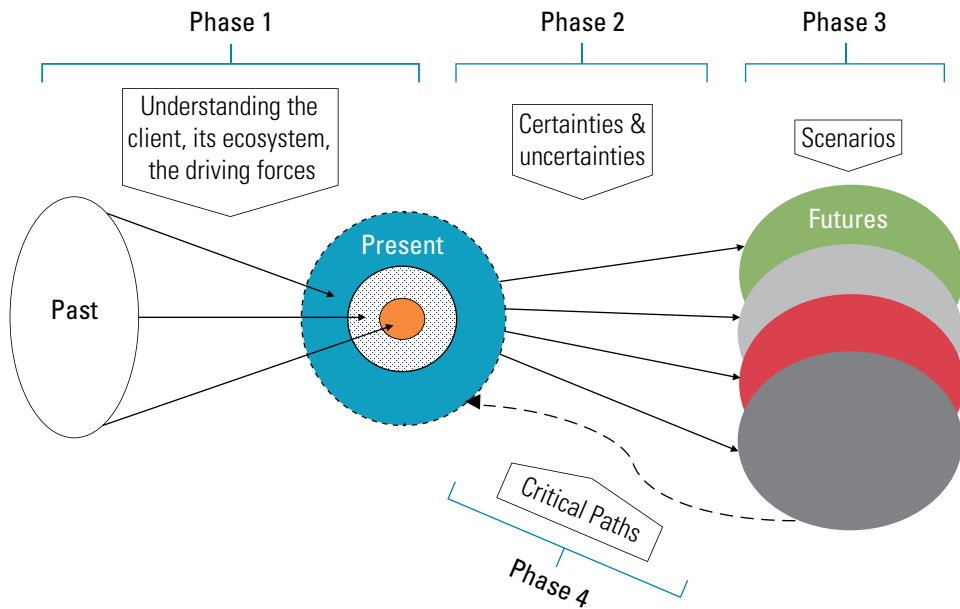 Phase 1
Phase 2
Phase 3
Understanding the
client, its ecosystem,
the driving forces
Certainties &
uncertainties
Scenarios
Past
Present
Futures
Critical Paths
Phase 4